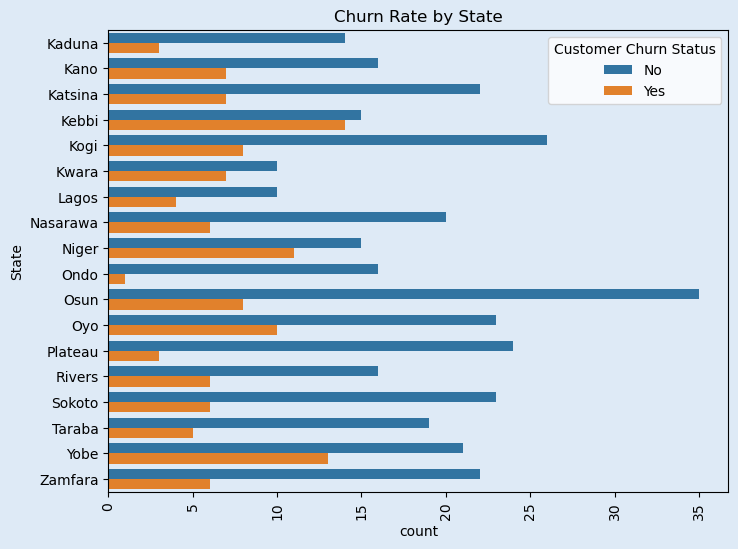 Churn Rate by State
Customer Churn Status
No
Yes
State
Kaduna
Kano
Katsina
Kebbi
Kogi
Kwara
Lagos
Nasarawa
Niger
Ondo
Osun
Oyo
Plateau
Rivers
Sokoto
Taraba
Yobe
Zamfara
0 5 10 15 20 25 30 35
count